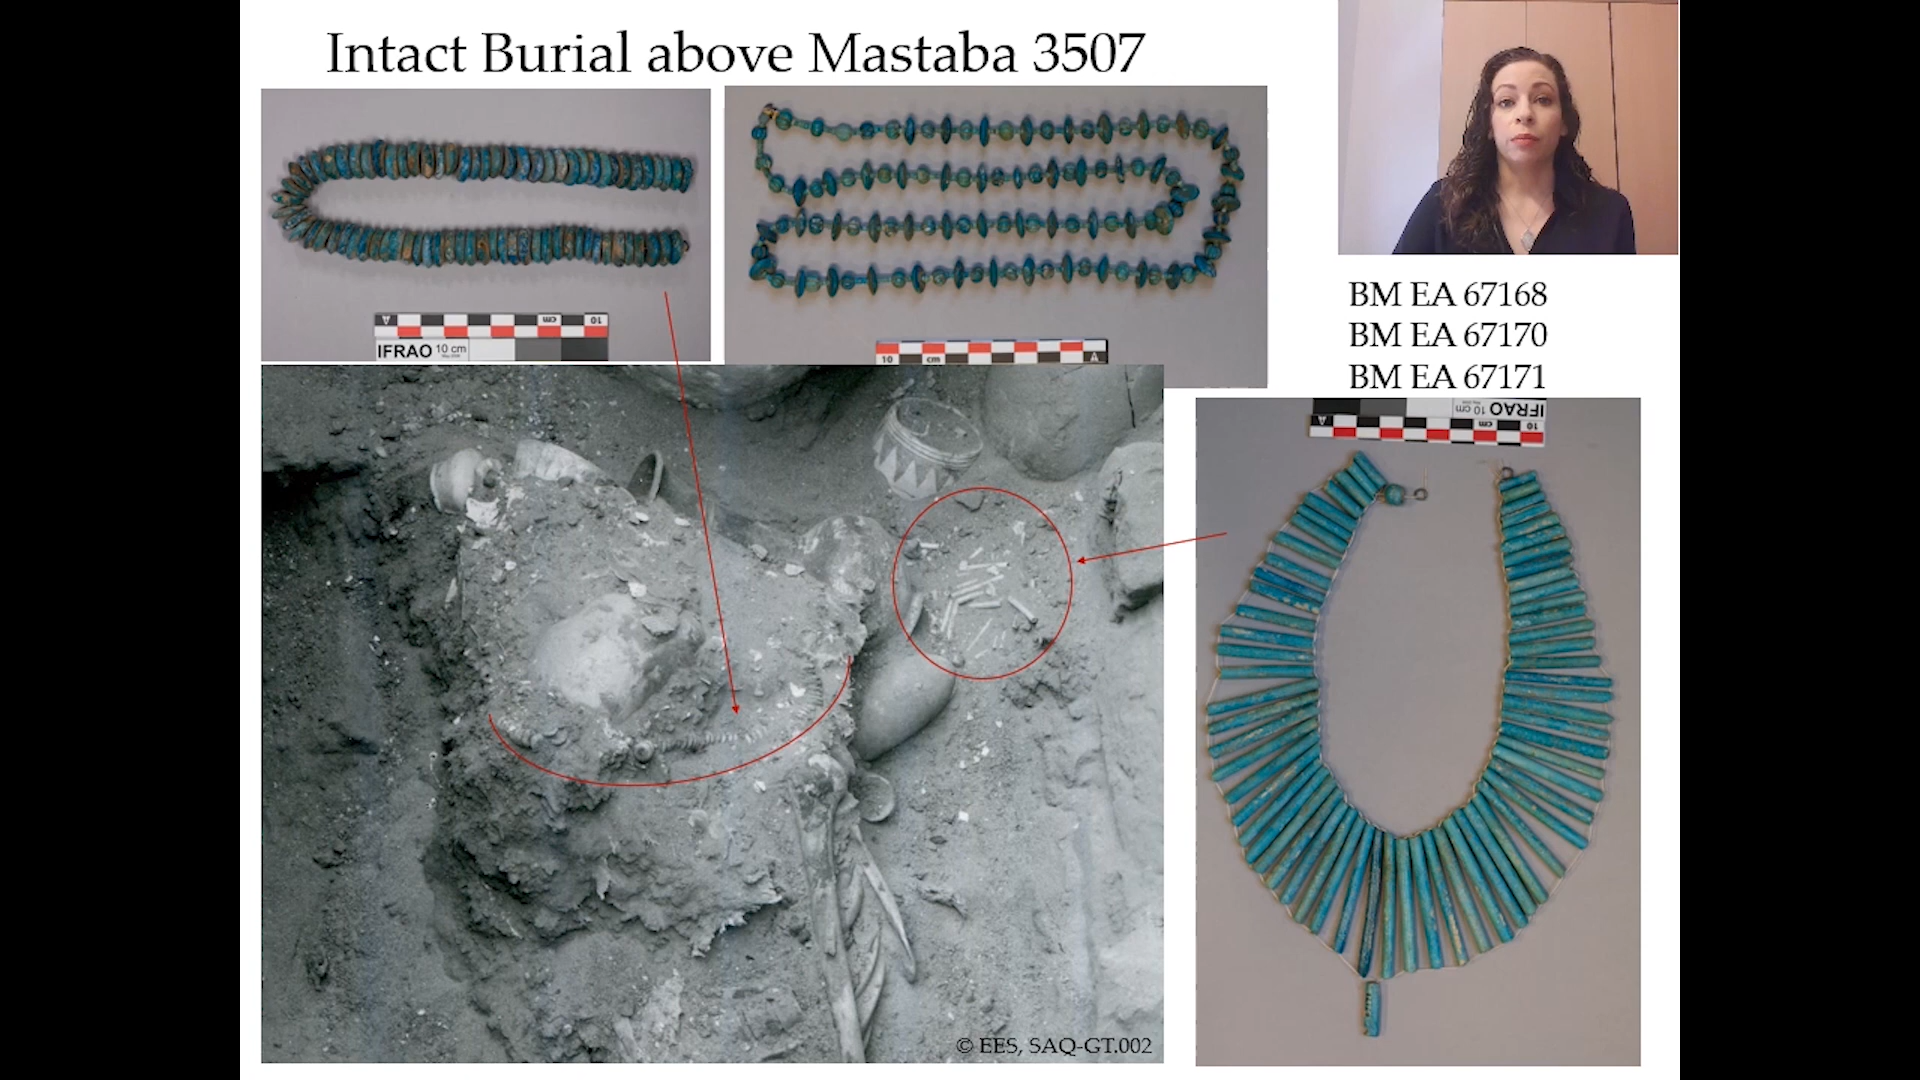 Intact Burial above Mastaba 3507
BM EA 67168
BM EA 67170
BM EA 67171
cm 10
IFRAO 10 cm
10 cm A
IFRAO 10 cm
cm 10
© EES, SAQ-GT.002